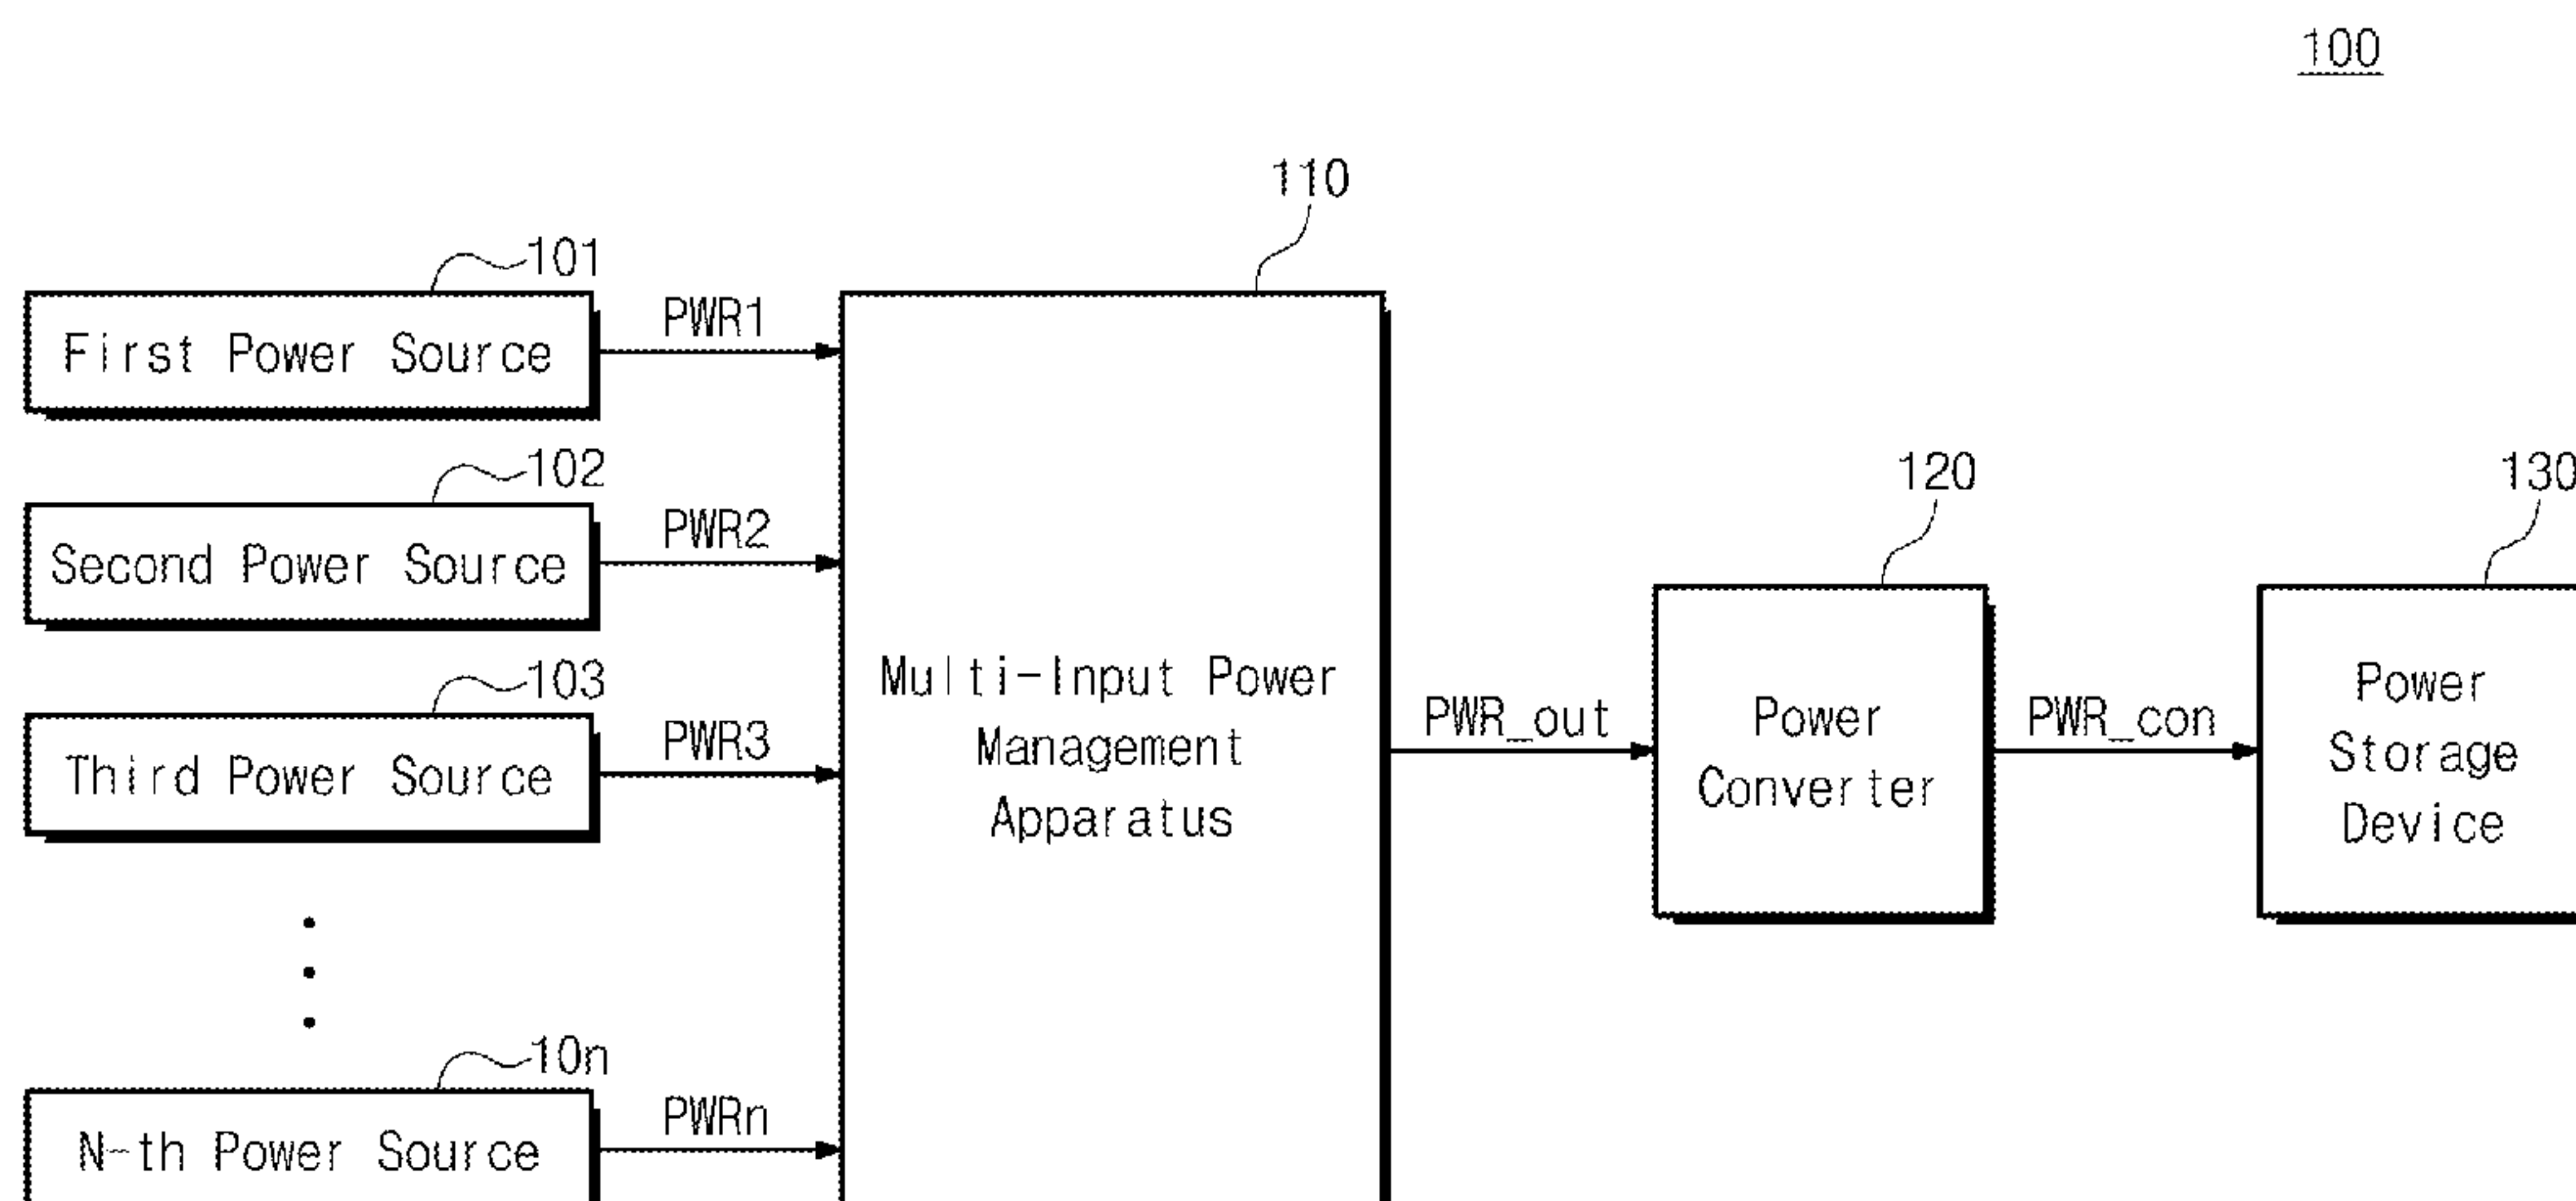 100
110
101
First Power Source
PWR1
102
Second Power Source
PWR2
103
Third Power Source
PWR3
10n
N-th Power Source
PWRn
Multi-Input Power
Management
Apparatus
PWR_out
120
Power
Converter
PWR_con
130
Power
Storage
Device